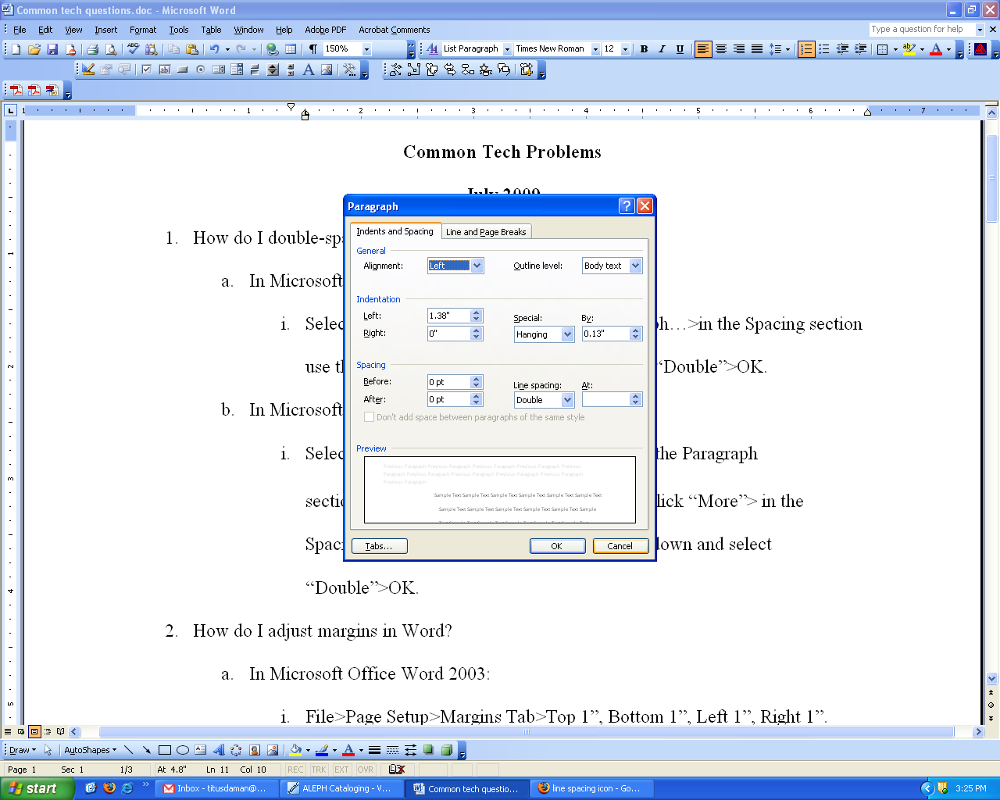 Common tech questions.doc - Microsoft Word
File Edit View Insert Format Tools Table Window Help Adobe PDF Acrobat Comments
Type a question for help
150%
List Paragraph Times New Roman 12 B I U
1 1 2 3 4 5 6 7
Common Tech Problems
July 2009
Paragraph
Indents and Spacing Line and Page Breaks
General
Alignment: Left Outline level: Body text
Indentation
Left: 1.38"
Right: 0"
Special: By:
Hanging 0.13"
Spacing
Before: 0 pt
After: 0 pt
Line spacing: At:
Double
Don't add space between paragraphs of the same style
Preview
Previous Paragraph Previous Paragraph Previous Paragraph Previous Paragraph Previous
Paragraph Previous Paragraph Previous Paragraph Previous Paragraph Previous Paragraph
Previous Paragraph
Sample Text Sample Text Sample Text Sample Text Sample Text Sample Text
Sample Text Sample Text Sample Text Sample Text Sample Text Sample Text
Tabs... OK Cancel
1. How do I double-sp
a. In Microsoft
i. Selec h…>in the Spacing section
use th “Double”>OK.
b. In Microsoft
i. Selec the Paragraph
sectio lick “More”> in the
Spaci own and select
“Double”>OK.
2. How do I adjust margins in Word?
a. In Microsoft Office Word 2003:
i. File>Page Setup>Margins Tab>Top 1”, Bottom 1”, Left 1”, Right 1”.
1
2
3
4
5
Draw AutoShapes
Page 1 Sec 1 1/3 At 4.8" Ln 11 Col 10 REC TRK EXT OVR
start Inbox - titusdaman@... ALEPH Cataloging - V... Common tech questio... line spacing icon - Go... 3:25 PM